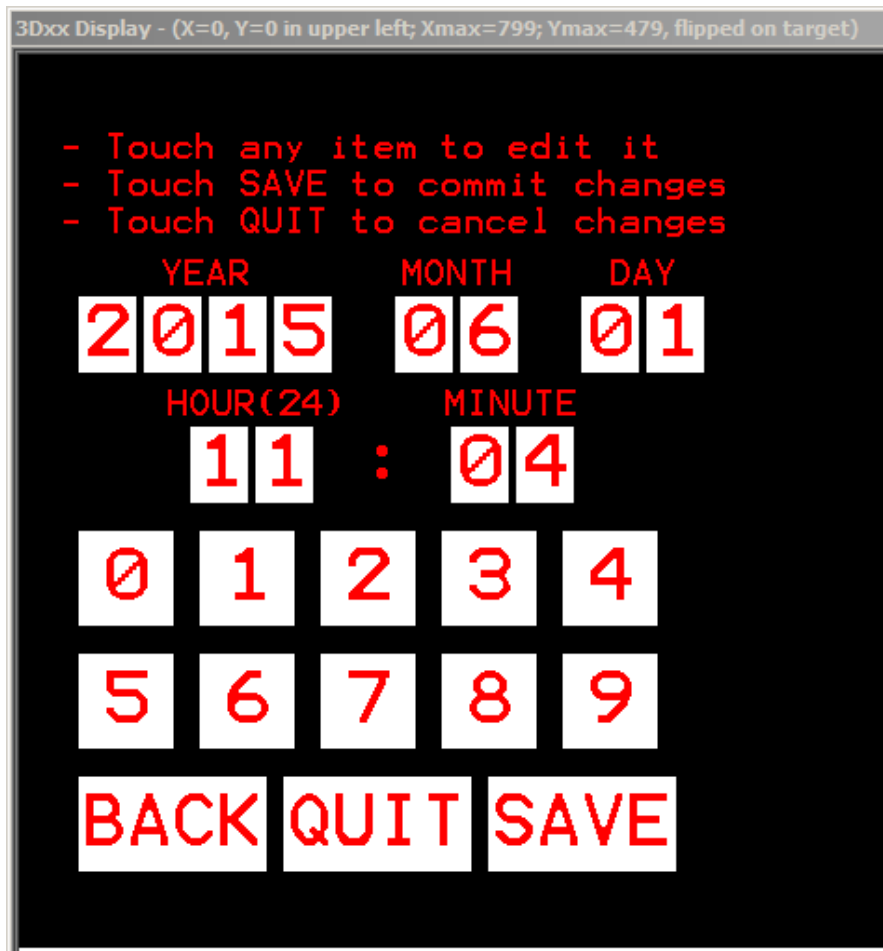 3Dxx Display - (X=0, Y=0 in upper left; Xmax=799; Ymax=479, flipped on target)
- Touch any item to edit it
- Touch SAVE to commit changes
- Touch QUIT to cancel changes
YEAR MONTH DAY
2015 06 01
HOUR(24) MINUTE
11 : 04
0 1 2 3 4
5 6 7 8 9
BACK QUIT SAVE